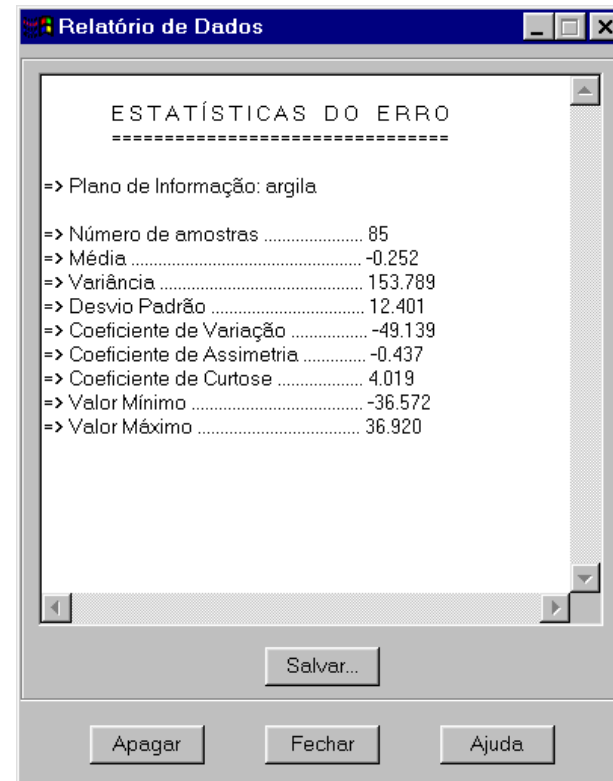 Relatório de Dados
ESTATÍSTICAS DO ERRO
================================
=> Plano de Informação: argila
=> Número de amostras ..................... 85
=> Média ................................................ -0.252
=> Variância ........................................... 153.789
=> Desvio Padrão ................................ 12.401
=> Coeficiente de Variação ................ -49.139
=> Coeficiente de Assimetria ............. -0.437
=> Coeficiente de Curtose .................. 4.019
=> Valor Mínimo .................................... -36.572
=> Valor Máximo .................................. 36.920
Salvar...
Apagar Fechar Ajuda